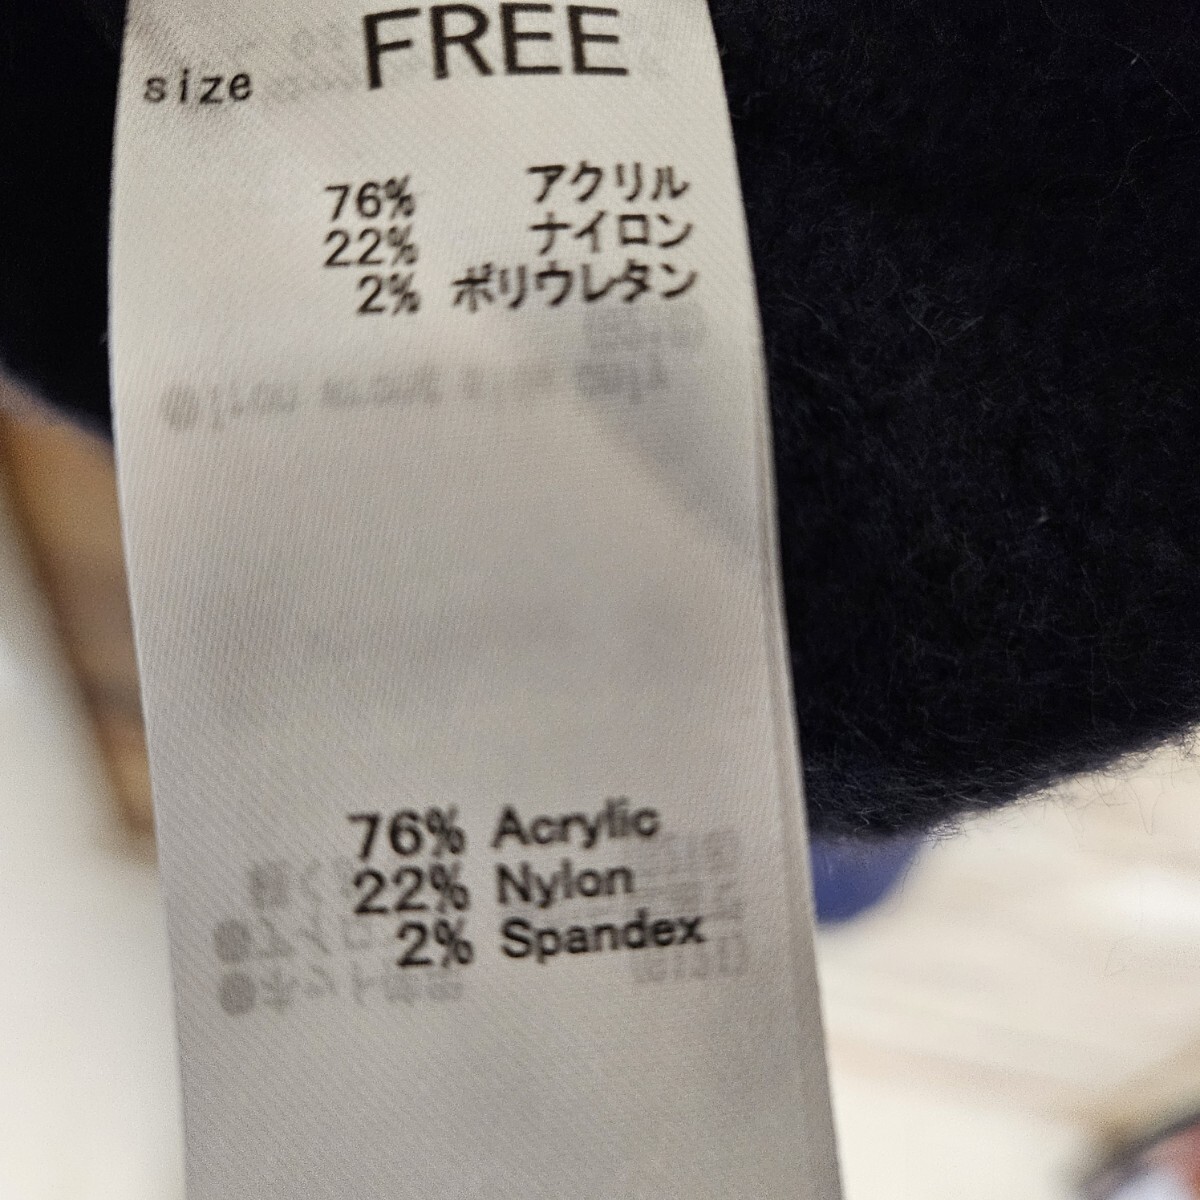 size FREE
76% アクリル
22% ナイロン
2% ポリウレタン
76% Acrylic
22% Nylon
2% Spandex